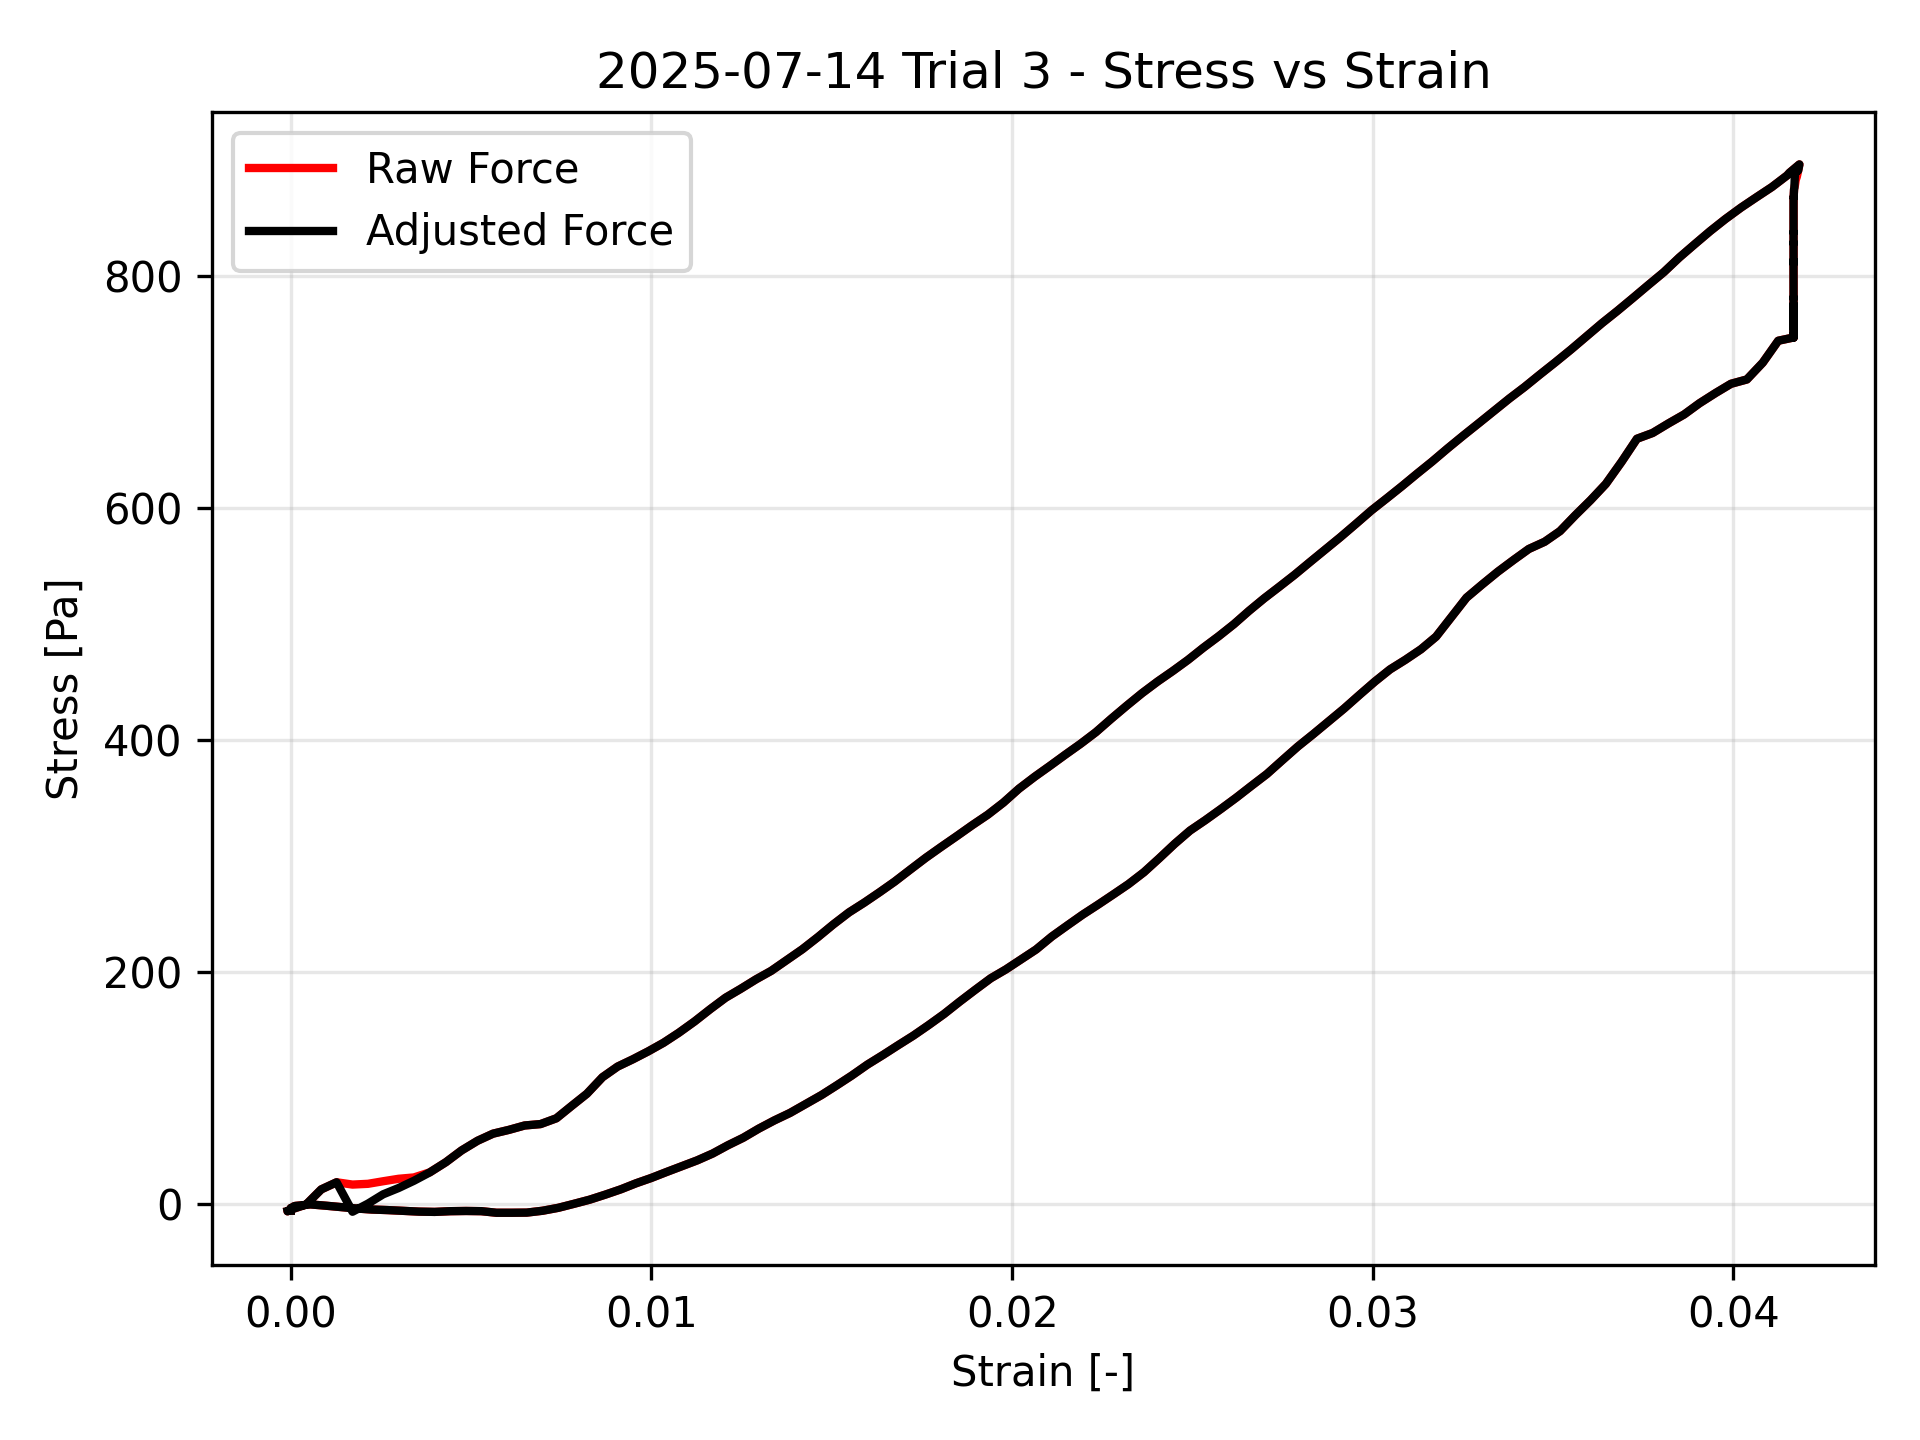 2025-07-14 Trial 3 - Stress vs Strain
Raw Force
Adjusted Force
Stress [Pa]
800
600
400
200
0
0.00 0.01 0.02 0.03 0.04
Strain [-]